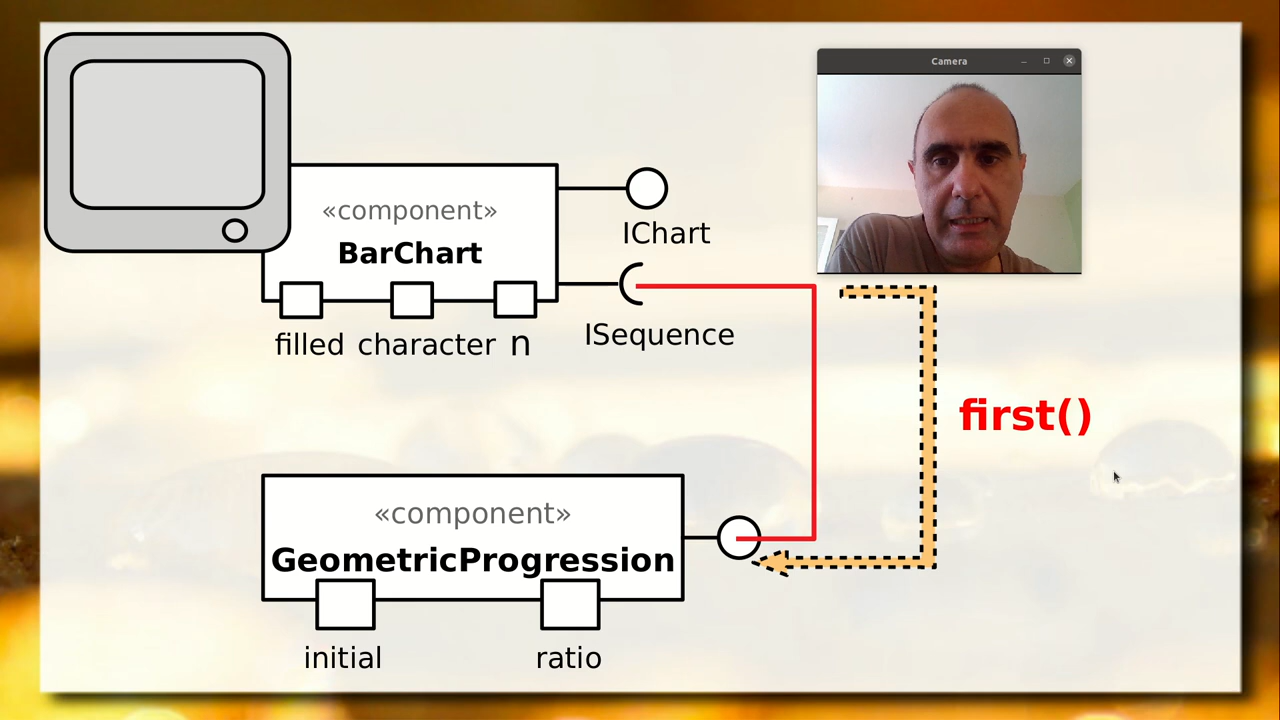 Camera
«component»
BarChart
IChart
ISequence
filled character n
first()
«component»
GeometricProgression
initial
ratio